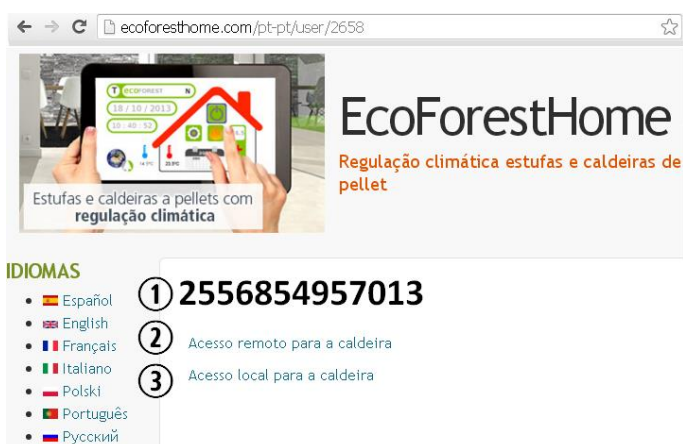 ecoforesthome.com/pt-pt/user/2658
T ecoforest N
18 / 10 / 2013
18 : 48 : 52
Estufas e caldeiras a pellets com
regulação climática
EcoForestHome
Regulação climática estufas e caldeiras de
pellet
IDIOMAS
Español
English
Français
Italiano
Polski
Português
Русский
1 2556854957013
2 Acesso remoto para a caldeira
3 Acesso local para a caldeira